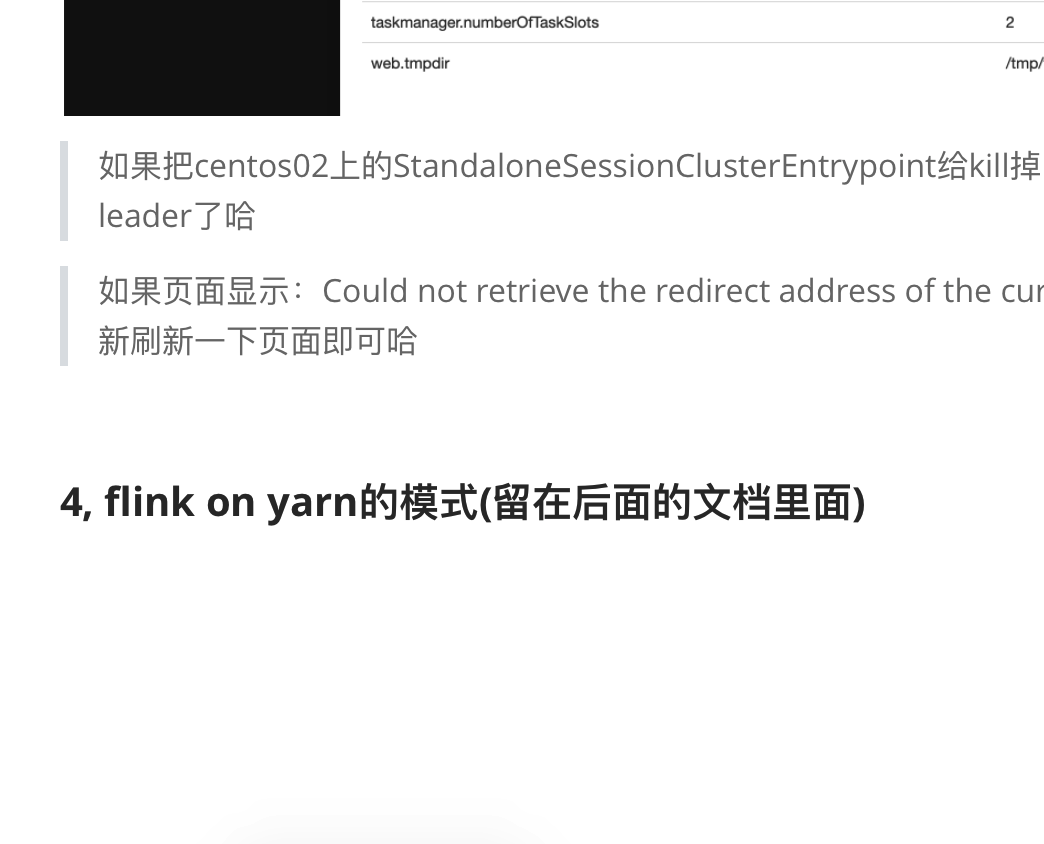 taskmanager.numberOfTaskSlots 2
web.tmpdir /tmp/
如果把centos02上的StandaloneSessionClusterEntrypoint给kill掉
leader了哈
如果页面显示：Could not retrieve the redirect address of the cur
新刷新一下页面即可哈
4, flink on yarn的模式(留在后面的文档里面)